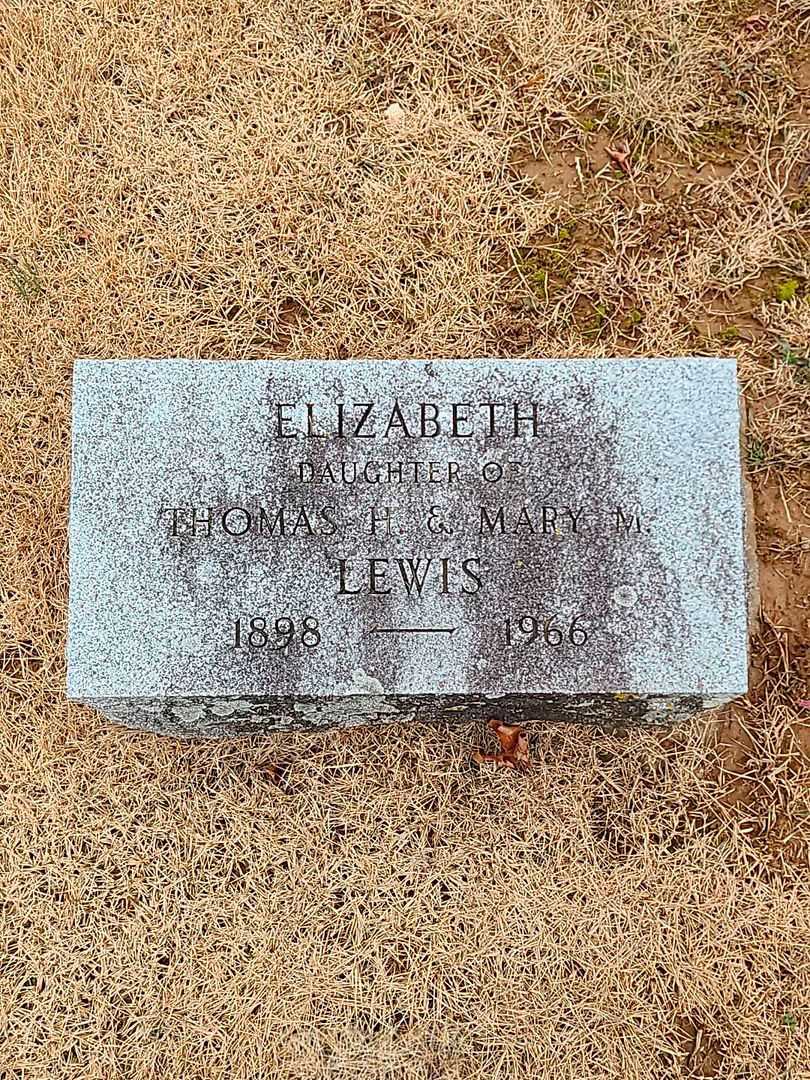 ELIZABETH
DAUGHTER OF
THOMAS H. & MARY M.
LEWIS
1898 — 1966